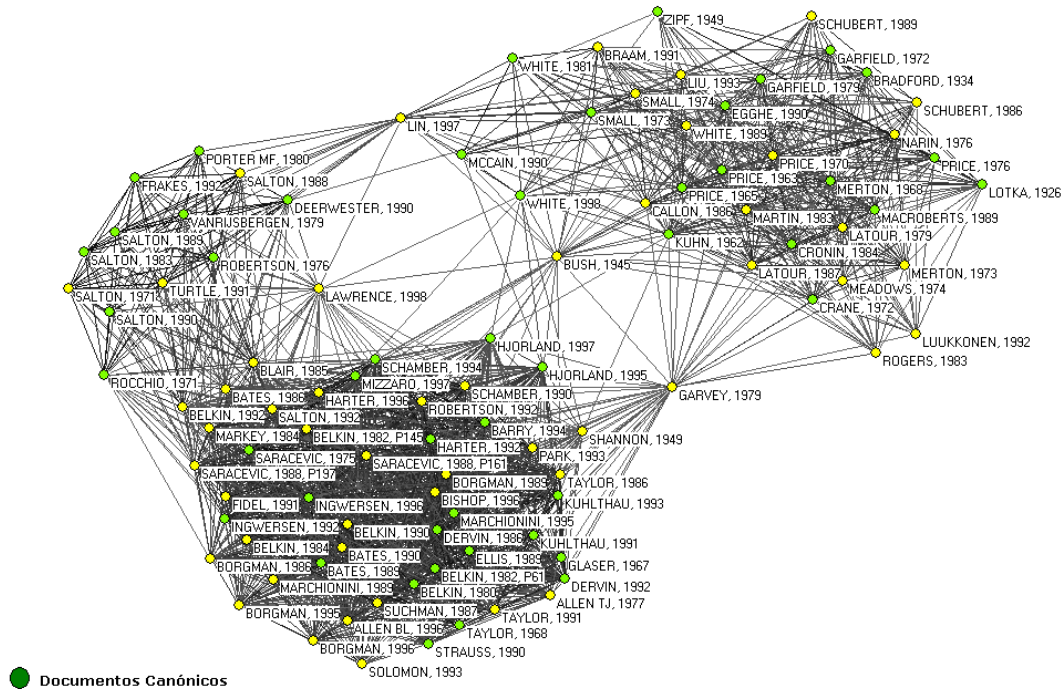 ZIPF, 1949
SCHUBERT, 1989
BRAAM, 1991
GARFIELD, 1972
WHITE, 1981
BRADFORD, 1934
LIU, 1993
GARFIELD, 1979
SMALL, 1974
SCHUBERT, 1986
EGGHE, 1990
SMALL, 1973
LIN, 1997
WHITE, 1989
NARIN, 1976
MCCAIN, 1990
PRICE, 1970
PRICE, 1976
PORTER MF, 1980
PRICE, 1963
SALTON, 1988
FRAKES, 1992
MERTON, 1968
LOTKA, 1926
PRICE, 1965
WHITE, 1998
DEERWESTER, 1990
CALLON, 1986
MARTIN, 1983
MACROBERTS, 1989
VANRIJSBERGEN, 1979
LATOUR, 1979
SALTON, 1989
KUHN, 1962
CRONIN, 1984
SALTON, 1983
ROBERTSON, 1976
BUSH, 1945
LATOUR, 1987
MERTON, 1973
MEADOWS, 1974
TURTLE, 1991
SALTON, 1971
LAWRENCE, 1998
CRANE, 1972
SALTON, 1990
LUUKKONEN, 1992
HJORLAND, 1997
ROGERS, 1983
SCHAMBER, 1994
BLAIR, 1985
HJORLAND, 1995
ROCCHIO, 1971
MIZZARO, 1997
BATES, 1986
HARTER, 1996
SCHAMBER, 1990
GARVEY, 1979
BELKIN, 1992
SALTON, 1992
ROBERTSON, 1992
BARRY, 1994
MARKEY, 1984
BELKIN, 1982, P145
SHANNON, 1949
HARTER, 1992
SARACEVIC, 1975
PARK, 1993
SARACEVIC, 1988, P161
SARACEVIC, 1988, P197
BORGMAN, 1989
TAYLOR, 1986
FIDEL, 1991
INGWERSEN, 1996
BISHOP, 1996
KUHLTHAU, 1993
MARCHIONINI, 1995
INGWERSEN, 1992
BELKIN, 1990
DERVIN, 1986
KUHLTHAU, 1991
BELKIN, 1984
BATES, 1990
ELLIS, 1989
BORGMAN, 1986
GLASER, 1967
BATES, 1989
BELKIN, 1982, P61
DERVIN, 1992
MARCHIONINI, 1989
BELKIN, 1980
ALLEN TJ, 1977
BORGMAN, 1995
SUCHMAN, 1987
TAYLOR, 1991
ALLEN BL, 1996
TAYLOR, 1968
BORGMAN, 1996
STRAUSS, 1990
SOLOMON, 1993
Documentos Canónicos